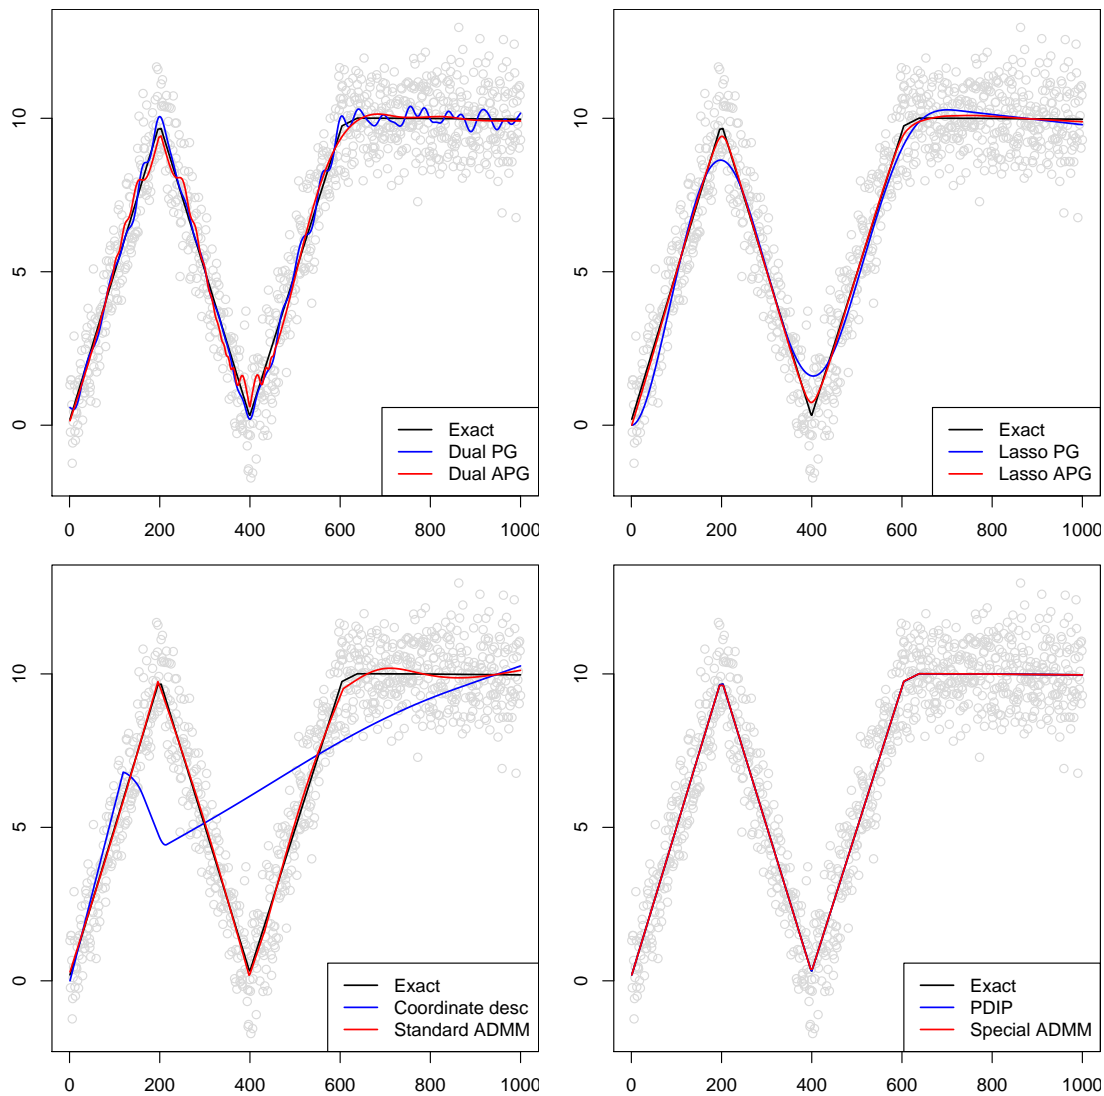 10
5
0
Exact
Dual PG
Dual APG
0 200 400 600 800 1000
10
5
0
Exact
Lasso PG
Lasso APG
0 200 400 600 800 1000
10
5
0
Exact
Coordinate desc
Standard ADMM
0 200 400 600 800 1000
10
5
0
Exact
PDIP
Special ADMM
0 200 400 600 800 1000